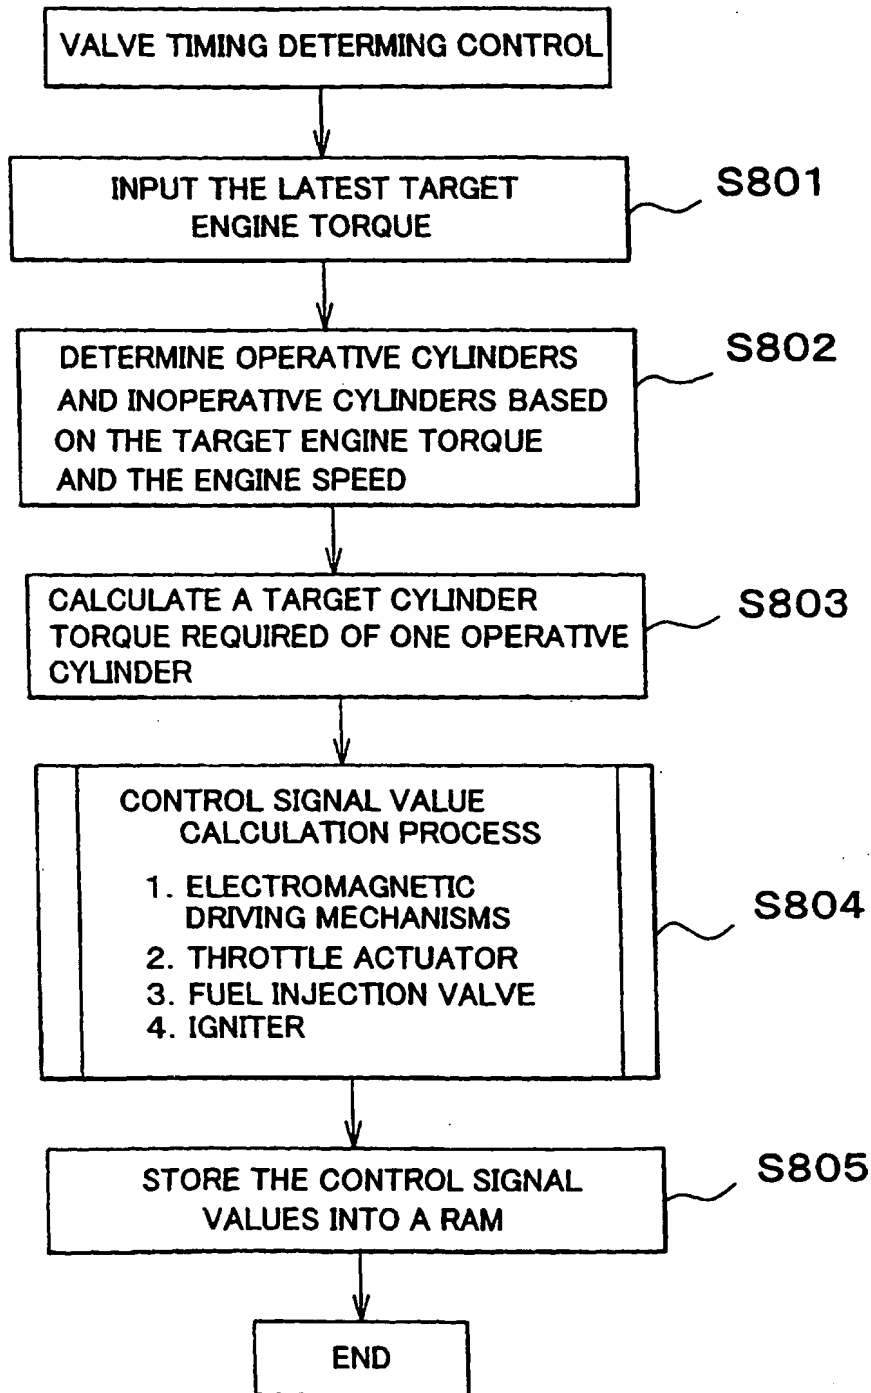 VALVE TIMING DETERMING CONTROL
INPUT THE LATEST TARGET
ENGINE TORQUE
S801
DETERMINE OPERATIVE CYLINDERS
AND INOPERATIVE CYLINDERS BASED
ON THE TARGET ENGINE TORQUE
AND THE ENGINE SPEED
S802
CALCULATE A TARGET CYLINDER
TORQUE REQUIRED OF ONE OPERATIVE
CYLINDER
S803
CONTROL SIGNAL VALUE
CALCULATION PROCESS
1. ELECTROMAGNETIC
DRIVING MECHANISMS
2. THROTTLE ACTUATOR
3. FUEL INJECTION VALVE
4. IGNITER
S804
STORE THE CONTROL SIGNAL
VALUES INTO A RAM
S805
END